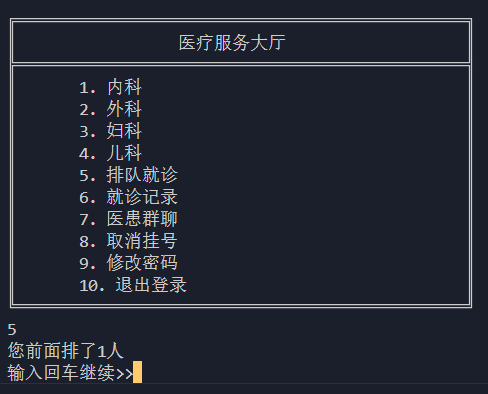 医疗服务大厅
1. 内科
2. 外科
3. 妇科
4. 儿科
5. 排队就诊
6. 就诊记录
7. 医患群聊
8. 取消挂号
9. 修改密码
10. 退出登录
5
您前面排了1人
输入回车继续>>